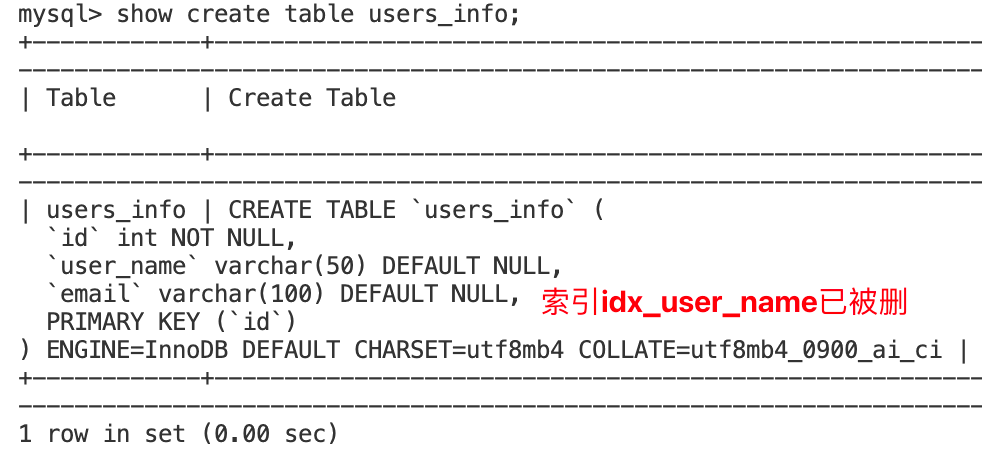 mysql> show create table users_info;
+------------+-------------------------------------------------------
---------------------------------------------------------------------
| Table      | Create Table
+------------+-------------------------------------------------------
---------------------------------------------------------------------
| users_info | CREATE TABLE `users_info` (
  `id` int NOT NULL,
  `user_name` varchar(50) DEFAULT NULL,
  `email` varchar(100) DEFAULT NULL,
索引idx_user_name已被删
  PRIMARY KEY (`id`)
) ENGINE=InnoDB DEFAULT CHARSET=utf8mb4 COLLATE=utf8mb4_0900_ai_ci |
+------------+-------------------------------------------------------
---------------------------------------------------------------------
1 row in set (0.00 sec)